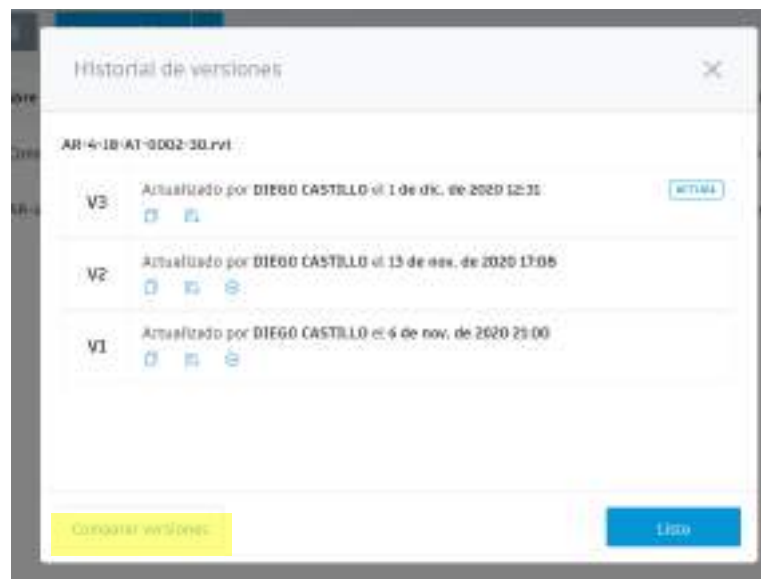 Historial de versiones
AR-4-1B-AT-0002-30.rvt
V3
Actualizado por DIEGO CASTILLO el 1 de dic. de 2020 12:31
ACTUAL
V2
Actualizado por DIEGO CASTILLO el 13 de nov. de 2020 17:08
V1
Actualizado por DIEGO CASTILLO el 6 de nov. de 2020 21:00
Comparar versiones
Listo